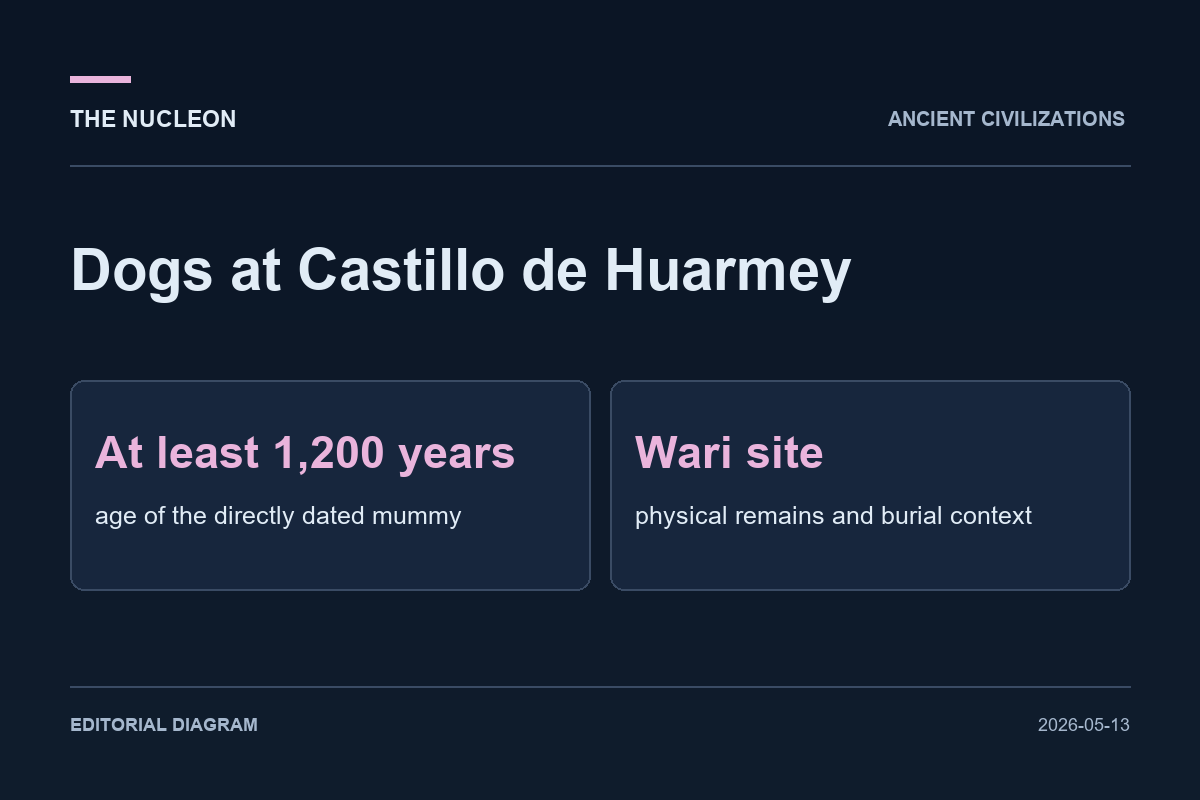 THE NUCLEON
ANCIENT CIVILIZATIONS
Dogs at Castillo de Huarmey
At least 1,200 years
age of the directly dated mummy
Wari site
physical remains and burial context
EDITORIAL DIAGRAM
2026-05-13